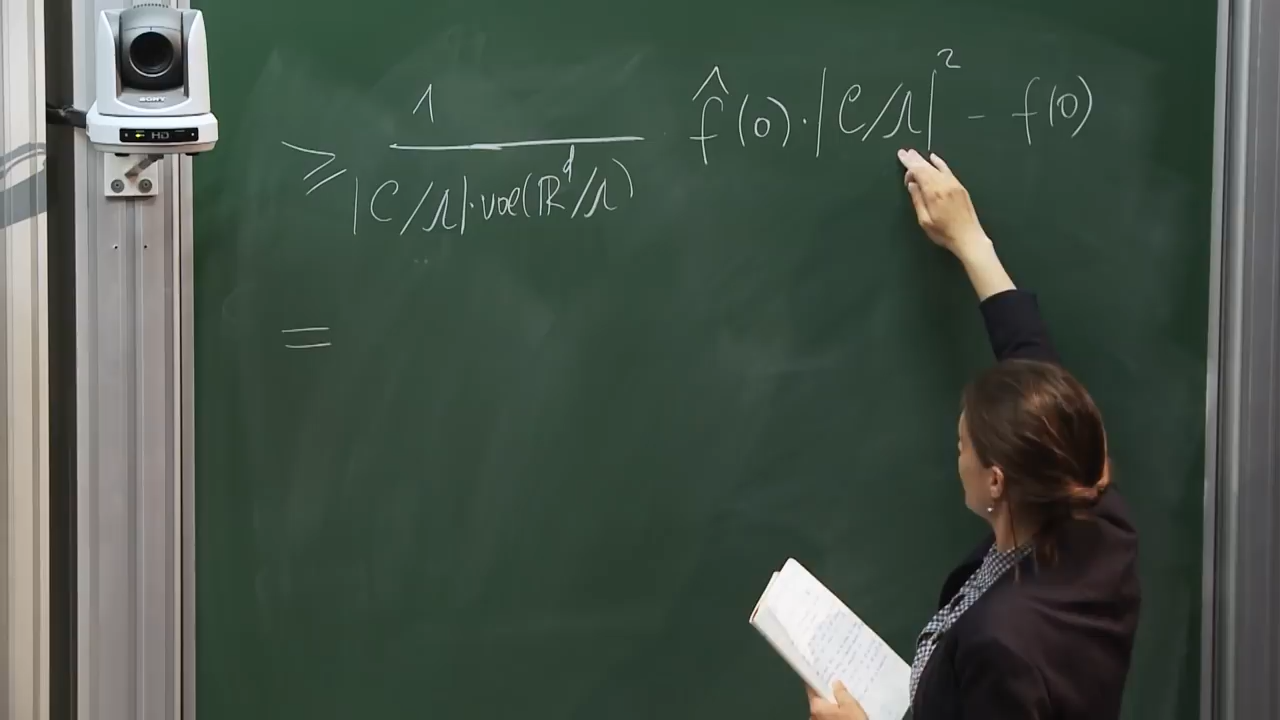 SONY
HD
≥ 1 / (|C/Λ|·vol(ℝ^d/Λ)) f̂(0)·|C/Λ|² - f(0)
=